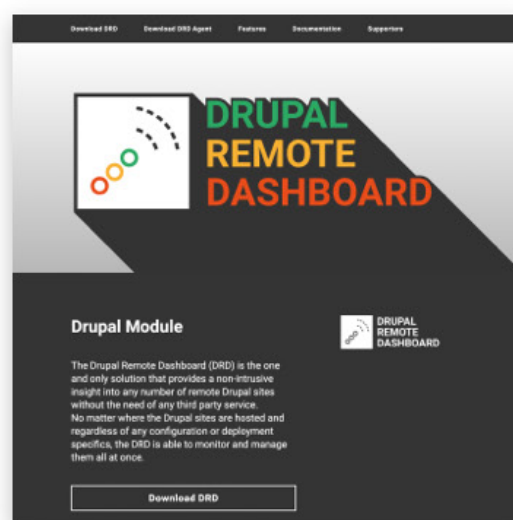 Download DRD Download DRD Agent Features Documentation Supporters
DRUPAL
REMOTE
DASHBOARD
Drupal Module
DRUPAL
REMOTE
DASHBOARD
The Drupal Remote Dashboard (DRD) is the one
and only solution that provides a non-intrusive
insight into any number of remote Drupal sites
without the need of any third party service.
No matter where the Drupal sites are hosted and
regardless of any configuration or deployment
specifics, the DRD is able to monitor and manage
them all at once.
Download DRD